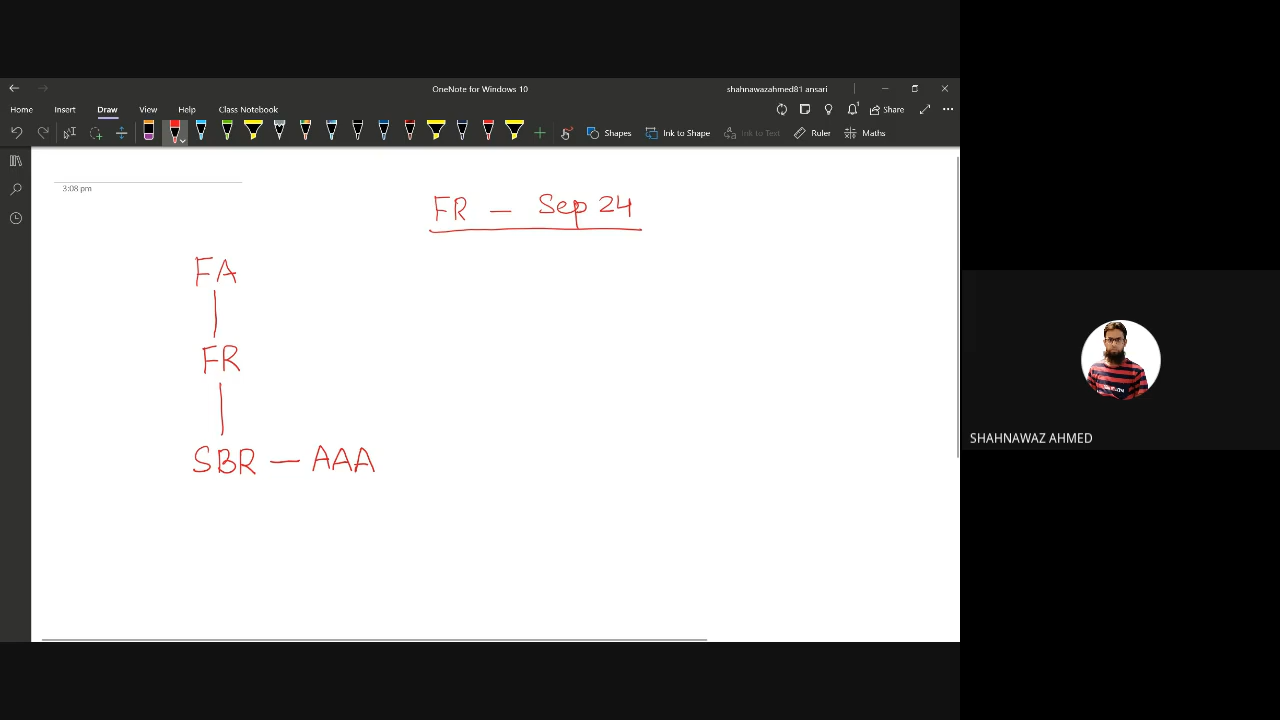 OneNote for Windows 10
shahnawazahmed81 ansari
Home Insert Draw View Help Class Notebook
Share
Shapes Ink to Shape Ink to Text Ruler Maths
3:08 pm
FR — Sep 24
FA
FR
SBR — AAA
SHAHNAWAZ AHMED